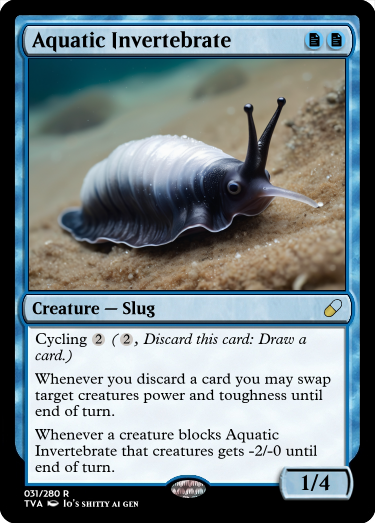 Aquatic Invertebrate
Creature — Slug
Cycling 2 ( 2, Discard this card: Draw a
card.)
Whenever you discard a card you may swap
target creatures power and toughness until
end of turn.
Whenever a creature blocks Aquatic
Invertebrate that creatures gets -2/-0 until
end of turn.
1/4
031/280 R
TVA Io's shitty ai gen